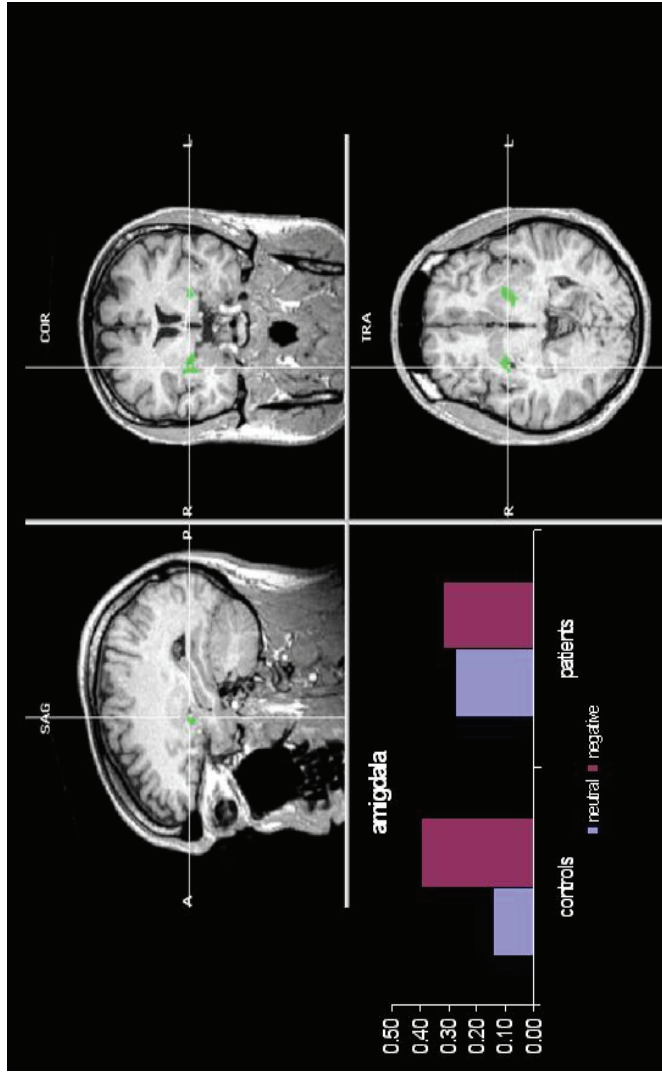 SAG
COR
A
P
R
L
TRA
R
L
amigdala
0.50
0.40
0.30
0.20
0.10
0.00
controls
patients
neutral
negative